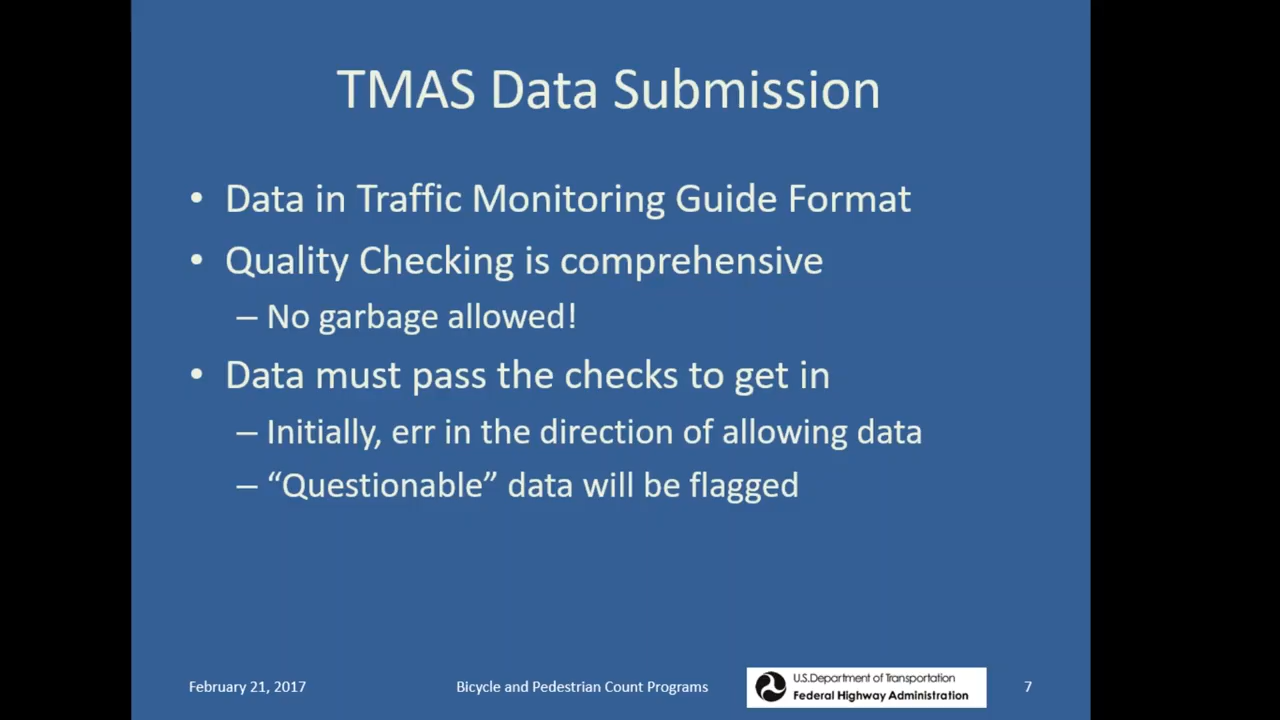 TMAS Data Submission
• Data in Traffic Monitoring Guide Format
• Quality Checking is comprehensive
– No garbage allowed!
• Data must pass the checks to get in
– Initially, err in the direction of allowing data
– “Questionable” data will be flagged
February 21, 2017
Bicycle and Pedestrian Count Programs
U.S.Department of Transportation
Federal Highway Administration
7